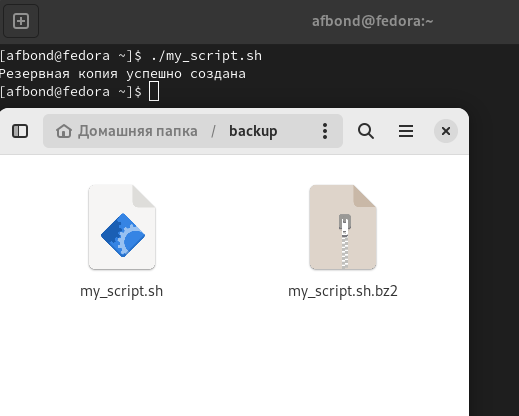 afbond@fedora:~
[afbond@fedora ~]$ ./my_script.sh
Резервная копия успешно создана
[afbond@fedora ~]$
Домашняя папка / backup
my_script.sh
my_script.sh.bz2